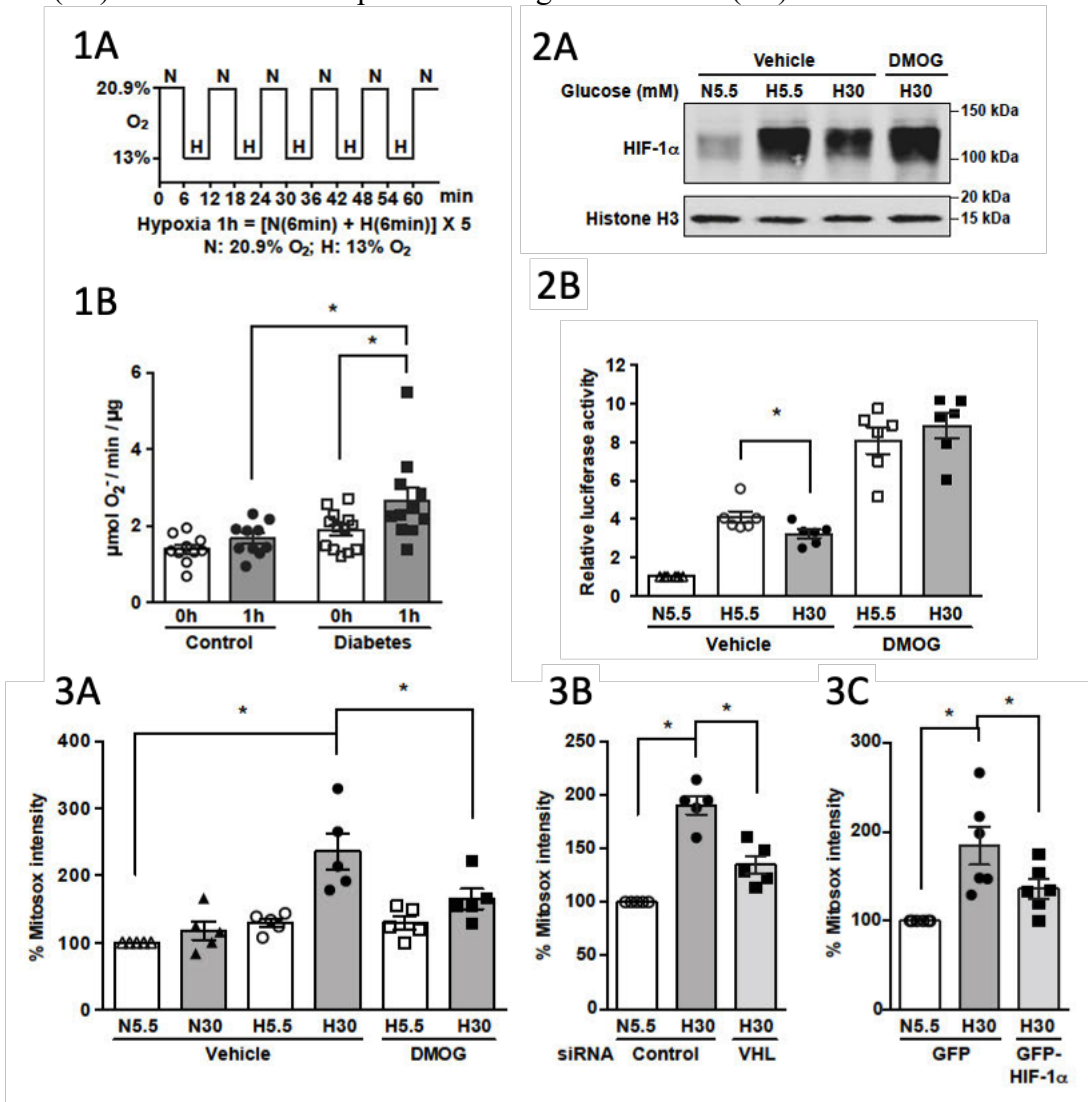 1A
N N N N N N
20.9%
O2
H H H H H
13%
0 6 12 18 24 30 36 42 48 54 60 min
Hypoxia 1h = [N(6min) + H(6min)] X 5
N: 20.9% O2; H: 13% O2
2A
Vehicle DMOG
Glucose (mM) N5.5 H5.5 H30 H30
150 kDa
HIF-1α
100 kDa
20 kDa
Histone H3
15 kDa
1B
*
*
6
4
2
0
µmol O2-/ min / µg
0h 1h 0h 1h
Control Diabetes
2B
12
10
8
6
4
2
0
Relative luciferase activity
*
N5.5 H5.5 H30 H5.5 H30
Vehicle DMOG
3A
* *
400
300
200
100
0
% Mitosox intensity
N5.5 N30 H5.5 H30 H5.5 H30
Vehicle DMOG
3B
* *
250
200
150
100
50
0
% Mitosox intensity
N5.5 H30 H30
siRNA Control VHL
3C
* *
300
200
100
0
% Mitosox intensity
N5.5 H30 H30
GFP GFP-
HIF-1α